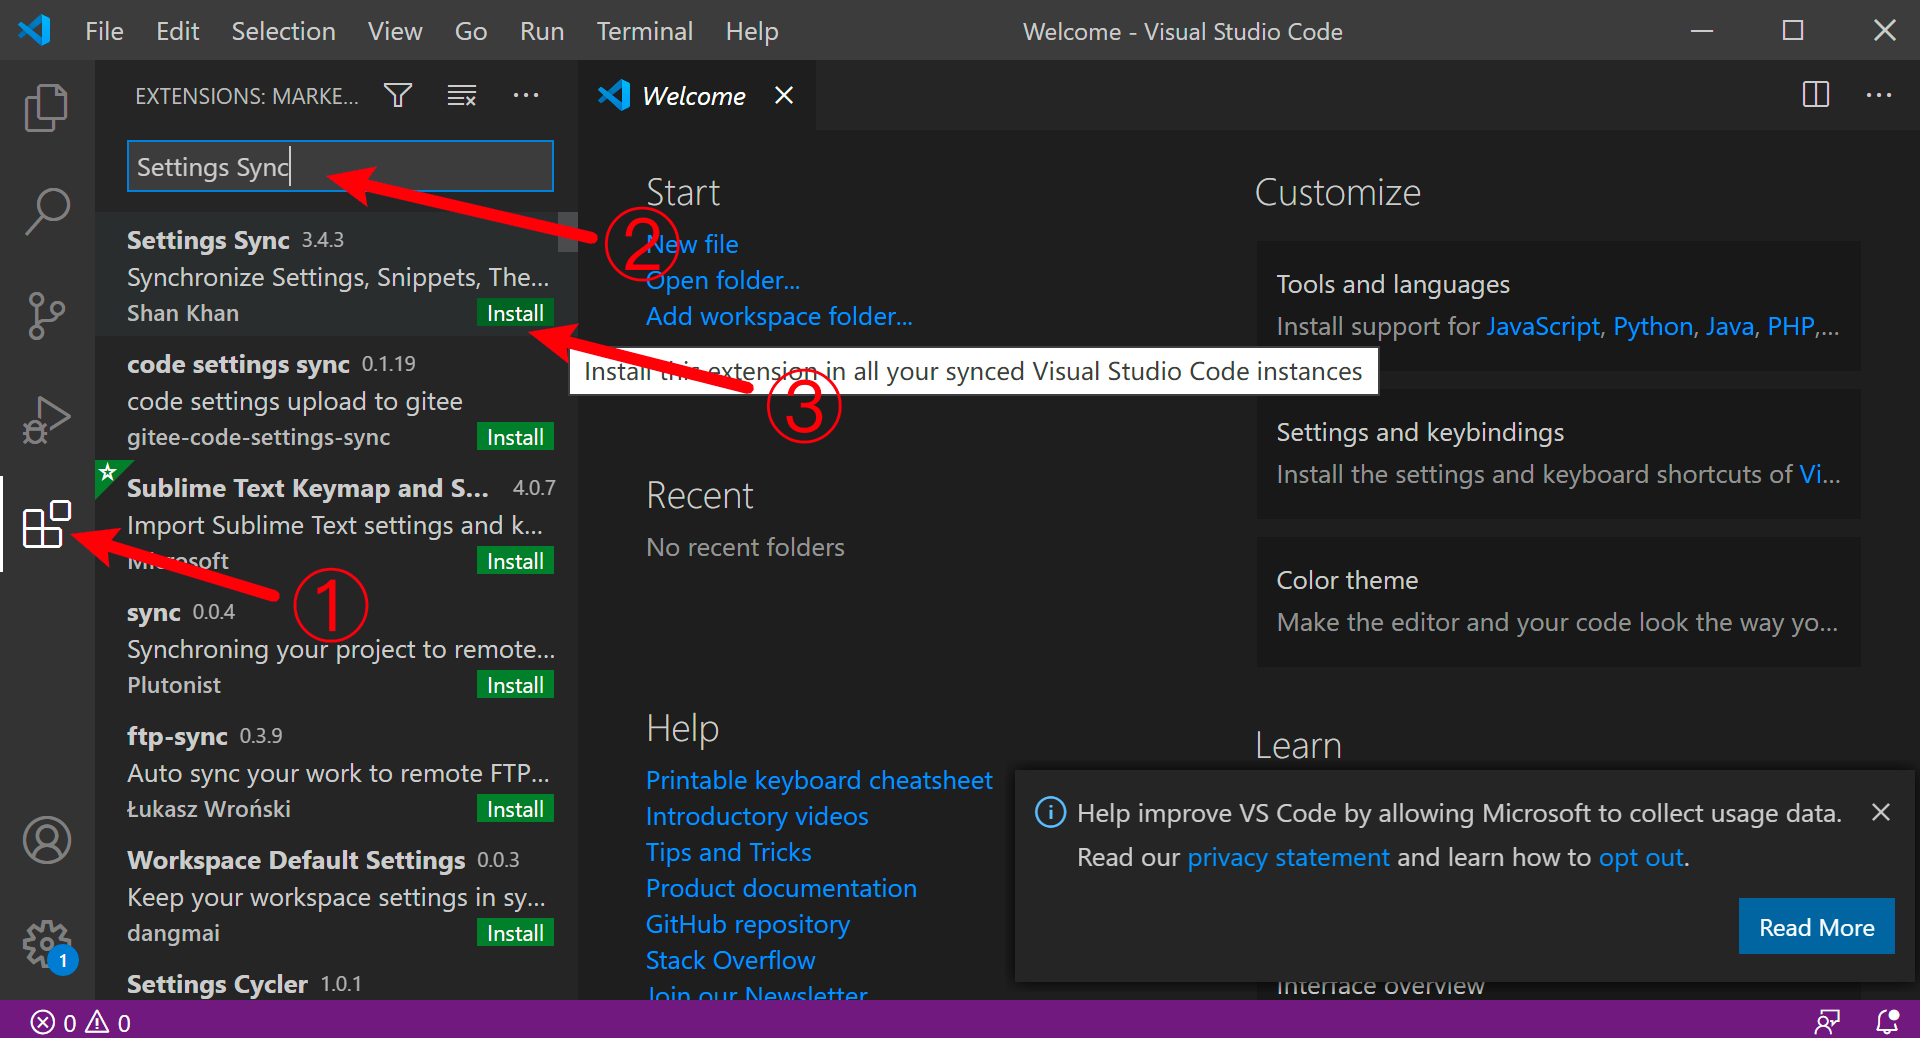 File Edit Selection View Go Run Terminal Help
Welcome - Visual Studio Code
EXTENSIONS: MARKE...
Settings Sync
Settings Sync 3.4.3
Synchronize Settings, Snippets, The...
Shan Khan Install
code settings sync 0.1.19
code settings upload to gitee
gitee-code-settings-sync Install
Sublime Text Keymap and S... 4.0.7
Import Sublime Text settings and k...
Microsoft Install
sync 0.0.4
Synchroning your project to remote...
Plutonist Install
ftp-sync 0.3.9
Auto sync your work to remote FTP...
Łukasz Wroński Install
Workspace Default Settings 0.0.3
Keep your workspace settings in sy...
dangmai Install
Settings Cycler 1.0.1
①
②
③
Welcome
Start
New file
Open folder...
Add workspace folder...
Install this extension in all your synced Visual Studio Code instances
Recent
No recent folders
Help
Printable keyboard cheatsheet
Introductory videos
Tips and Tricks
Product documentation
GitHub repository
Stack Overflow
Join our Newsletter
Customize
Tools and languages
Install support for JavaScript, Python, Java, PHP,...
Settings and keybindings
Install the settings and keyboard shortcuts of Vi...
Color theme
Make the editor and your code look the way yo...
Learn
Help improve VS Code by allowing Microsoft to collect usage data.
Read our privacy statement and learn how to opt out.
Read More
Interface overview
1
0 0